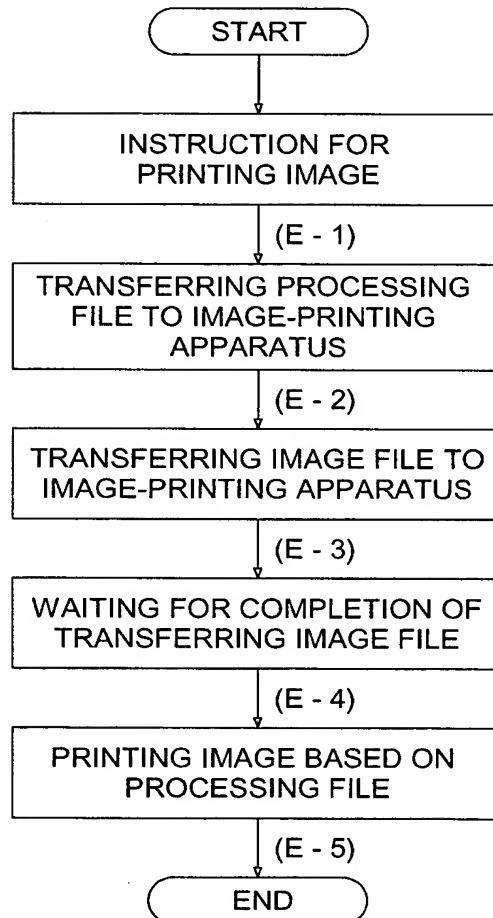 START
INSTRUCTION FOR
PRINTING IMAGE
(E - 1)
TRANSFERRING PROCESSING
FILE TO IMAGE-PRINTING
APPARATUS
(E - 2)
TRANSFERRING IMAGE FILE TO
IMAGE-PRINTING APPARATUS
(E - 3)
WAITING FOR COMPLETION OF
TRANSFERRING IMAGE FILE
(E - 4)
PRINTING IMAGE BASED ON
PROCESSING FILE
(E - 5)
END